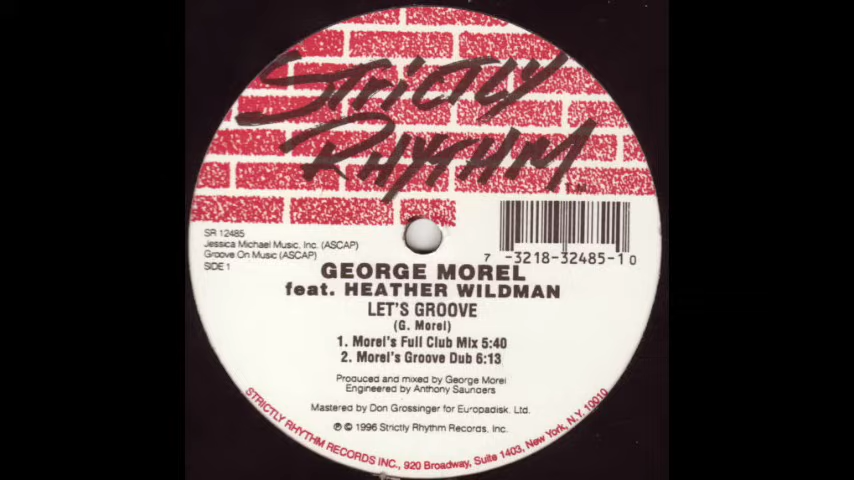 STRICTLY
RHYTHM
T.M.
SR 12485
Jessica Michael Music, Inc. (ASCAP)
Groove On Music (ASCAP)
SIDE 1
7 -3218-32485-1 0
GEORGE MOREL
feat. HEATHER WILDMAN
LET'S GROOVE
(G. Morel)
1. Morel's Full Club Mix 5:40
2. Morel's Groove Dub 6:13
Produced and mixed by George Morel
Engineered by Anthony Saunders
Mastered by Don Grossinger for Europadisk, Ltd.
℗ © 1996 Strictly Rhythm Records, Inc.
STRICTLY RHYTHM RECORDS INC., 920 Broadway, Suite 1403, New York, N.Y. 10010